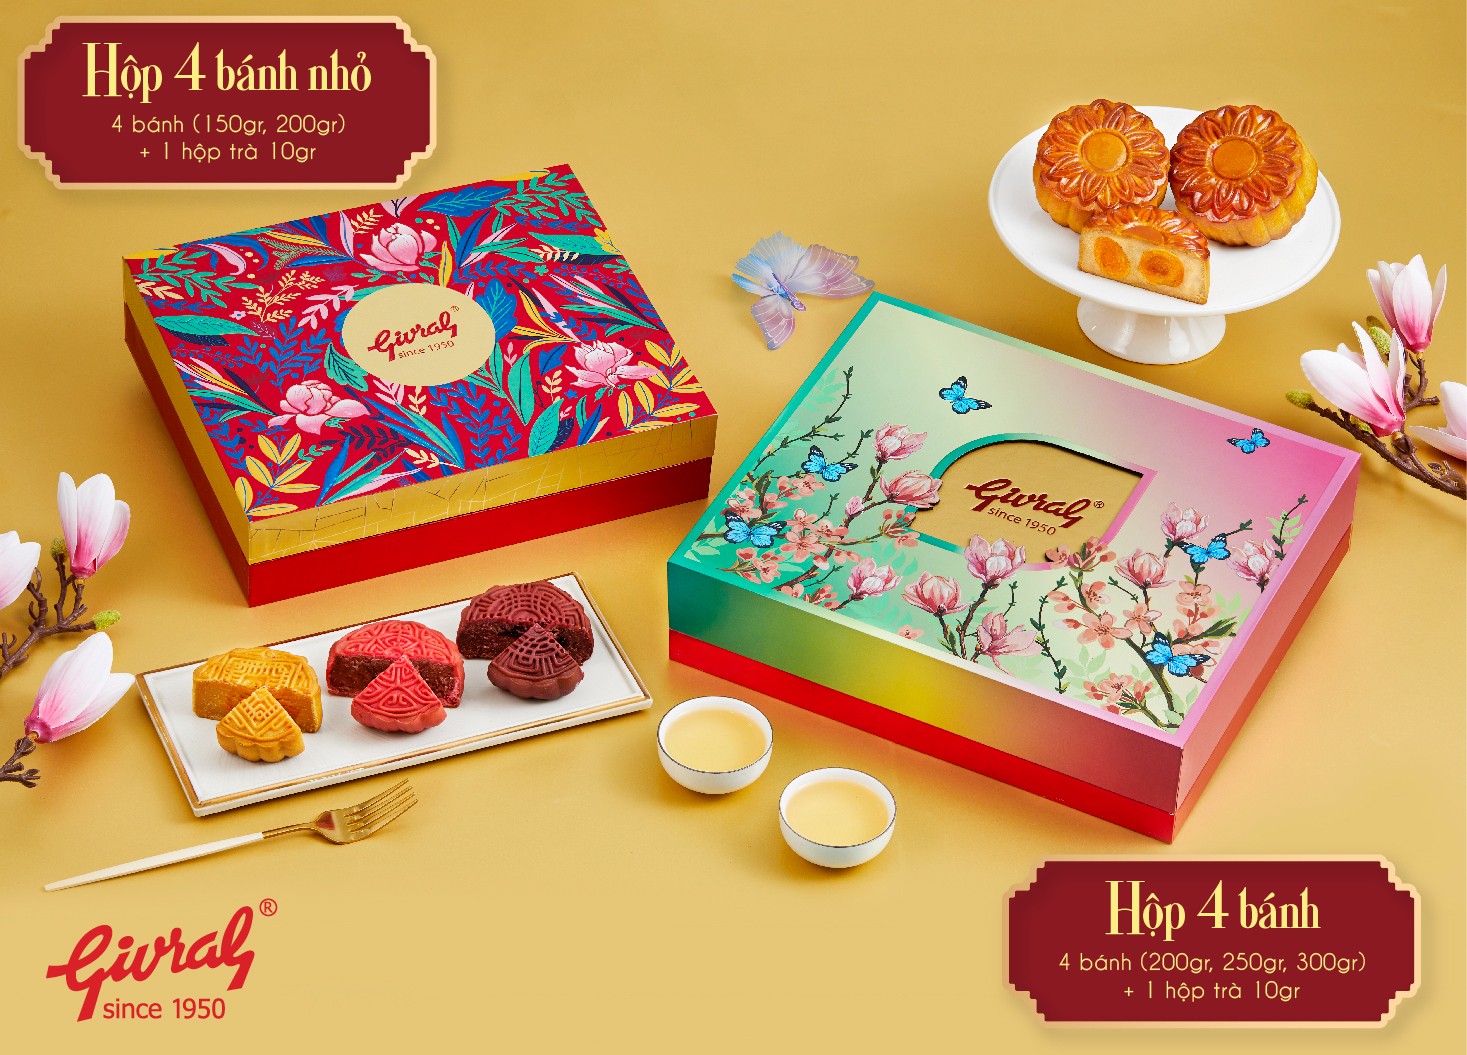 Hộp 4 bánh nhỏ
4 bánh (150gr, 200gr)
+ 1 hộp trà 10gr
Givral®
since 1950
Givral®
since 1950
Hộp 4 bánh
4 bánh (200gr, 250gr, 300gr)
+ 1 hộp trà 10gr
Givral®
since 1950